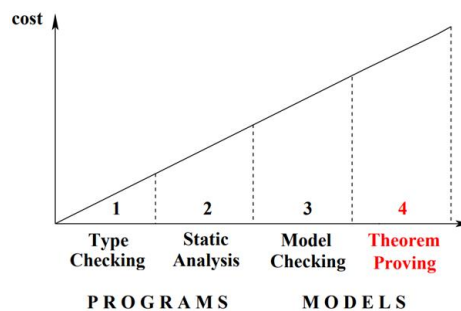 cost
1 2 3 4
Type Static Model Theorem
Checking Analysis Checking Proving
PROGRAMS MODELS